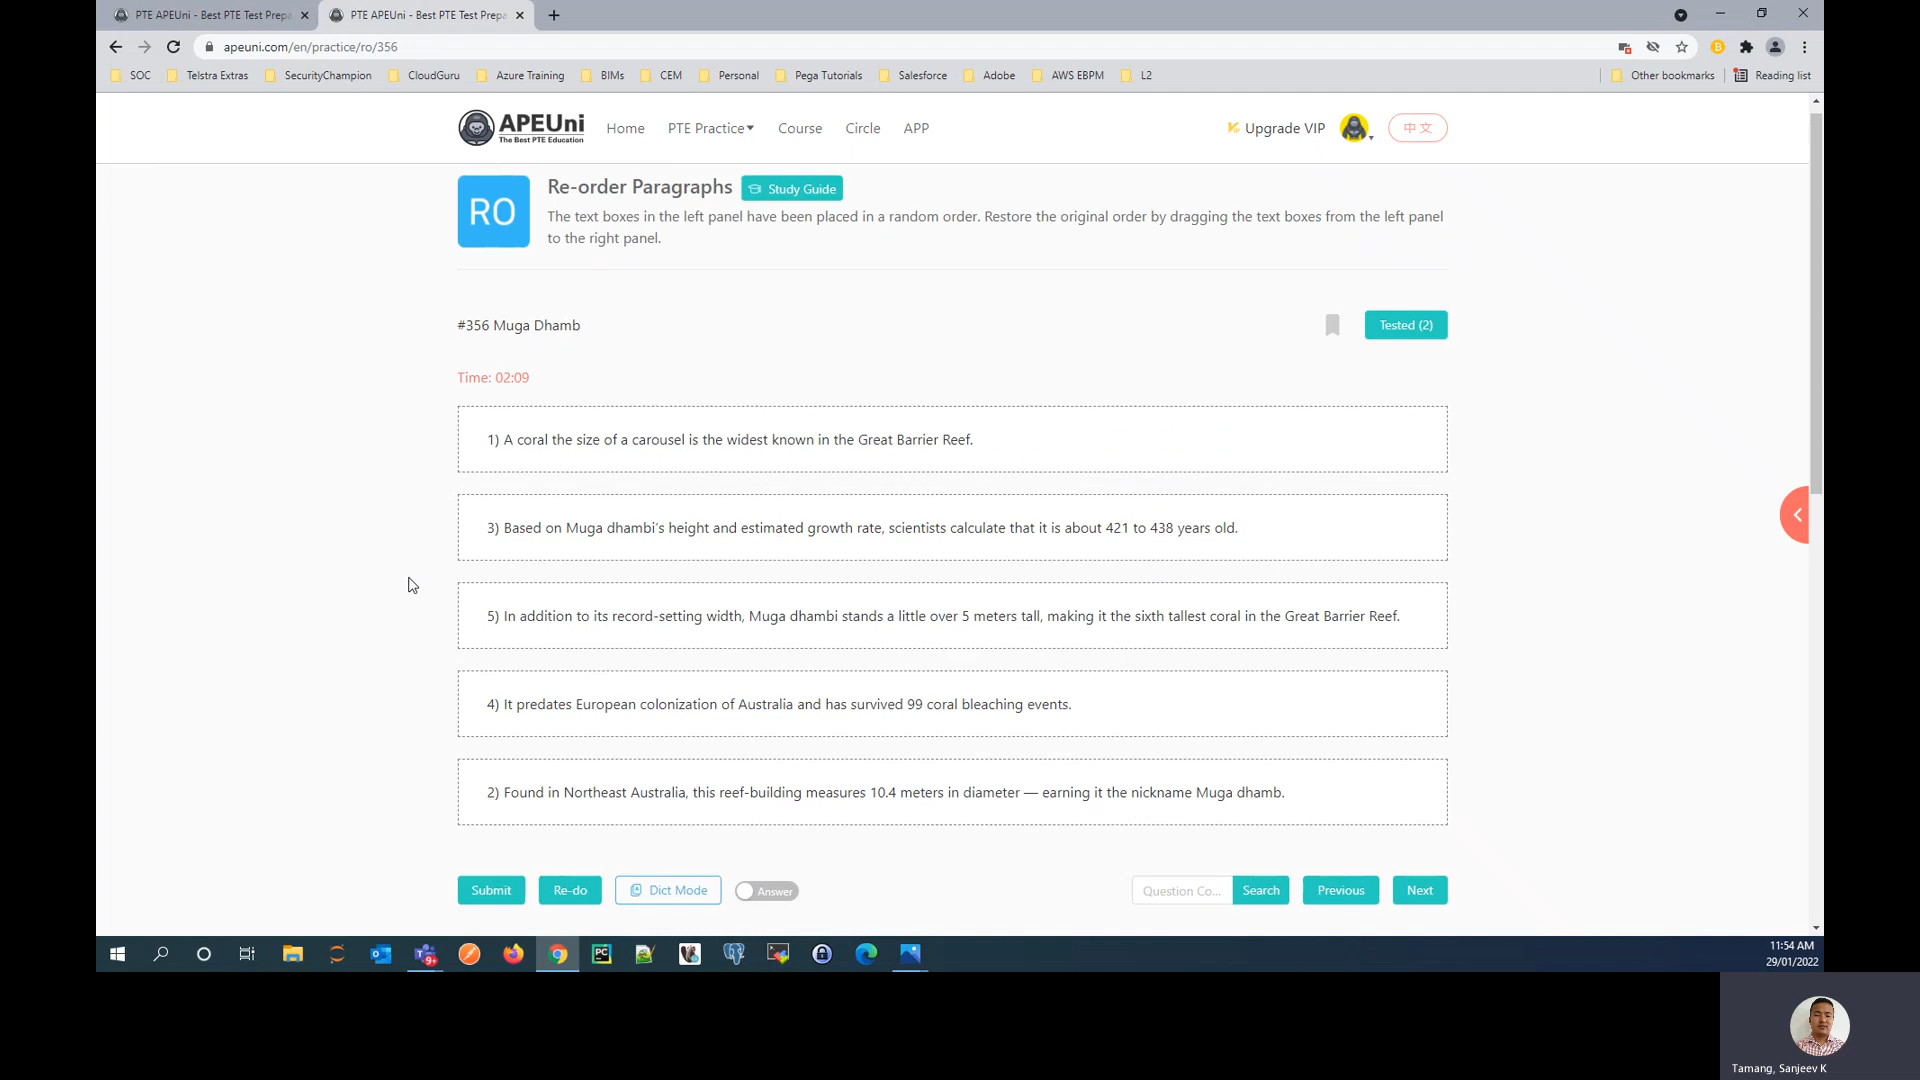 PTE APEUni - Best PTE Test Prepa
PTE APEUni - Best PTE Test Prepa
apeuni.com/en/practice/ro/356
SOC
Telstra Extras
SecurityChampion
CloudGuru
Azure Training
BIMs
CEM
Personal
Pega Tutorials
Salesforce
Adobe
AWS EBPM
L2
Other bookmarks
Reading list
APEUni
The Best PTE Education
Home
PTE Practice
Course
Circle
APP
Upgrade VIP
中文
RO
Re-order Paragraphs
Study Guide
The text boxes in the left panel have been placed in a random order. Restore the original order by dragging the text boxes from the left panel
to the right panel.
#356 Muga Dhamb
Tested (2)
Time: 02:09
1) A coral the size of a carousel is the widest known in the Great Barrier Reef.
3) Based on Muga dhambi's height and estimated growth rate, scientists calculate that it is about 421 to 438 years old.
5) In addition to its record-setting width, Muga dhambi stands a little over 5 meters tall, making it the sixth tallest coral in the Great Barrier Reef.
4) It predates European colonization of Australia and has survived 99 coral bleaching events.
2) Found in Northeast Australia, this reef-building measures 10.4 meters in diameter — earning it the nickname Muga dhamb.
Submit
Re-do
Dict Mode
Answer
Question Co...
Search
Previous
Next
PC
9+
11:54 AM
29/01/2022
Tamang, Sanjeev K